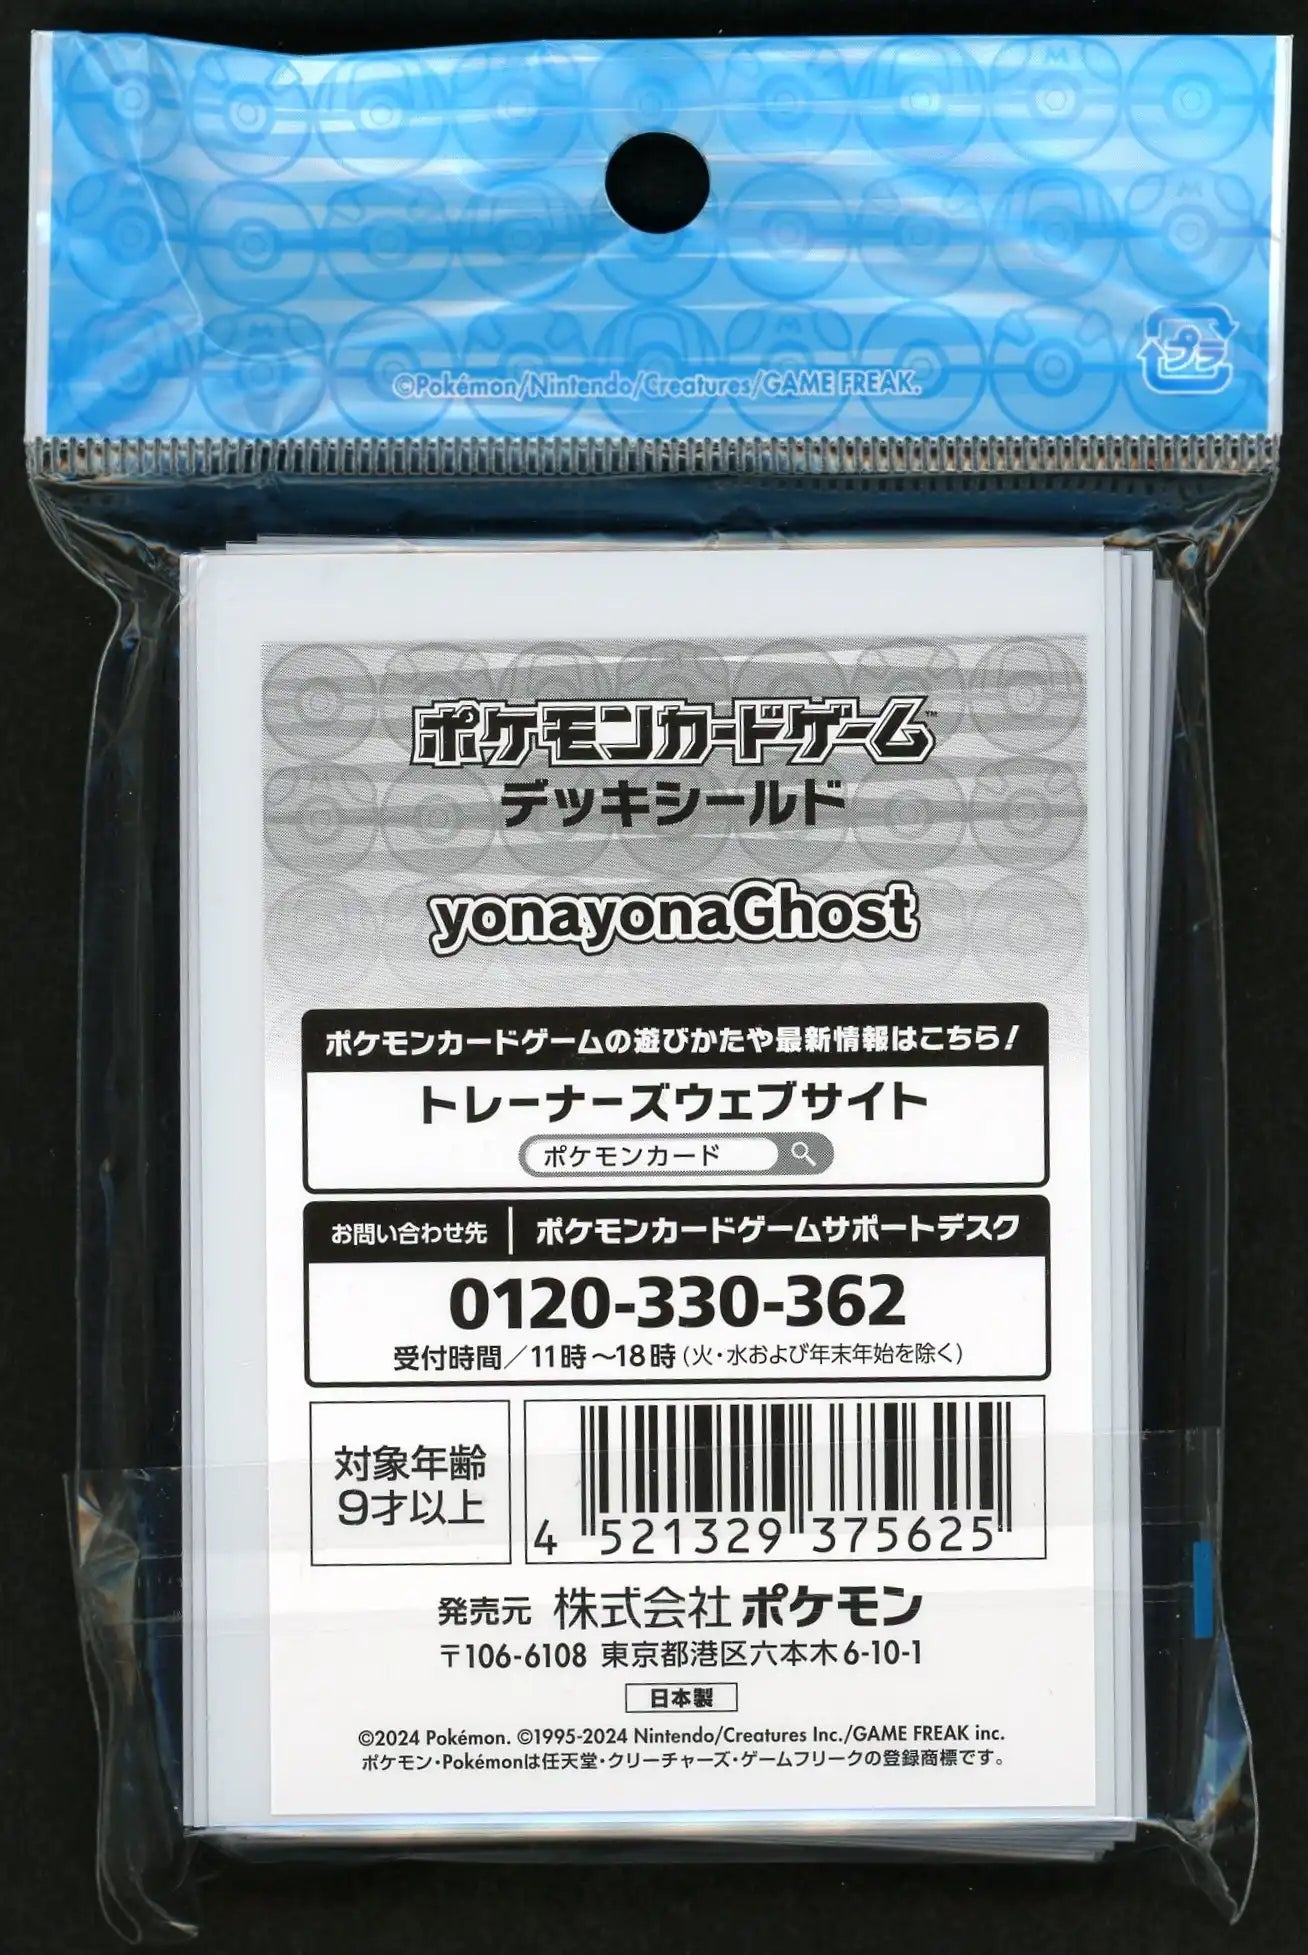 ©Pokémon/Nintendo/Creatures/GAME FREAK.
プラ
ポケモンカードゲーム™
デッキシールド
yonayonaGhost
ポケモンカードゲームの遊びかたや最新情報はこちら!
トレーナーズウェブサイト
ポケモンカード
お問い合わせ先 | ポケモンカードゲームサポートデスク
0120-330-362
受付時間/11時~18時(火・水および年末年始を除く)
対象年齢
9才以上
4 521329 375625
発売元 株式会社ポケモン
〒106-6108 東京都港区六本木6-10-1
日本製
©2024 Pokémon. ©1995-2024 Nintendo/Creatures Inc./GAME FREAK inc.
ポケモン・Pokémonは任天堂・クリーチャーズ・ゲームフリークの登録商標です。